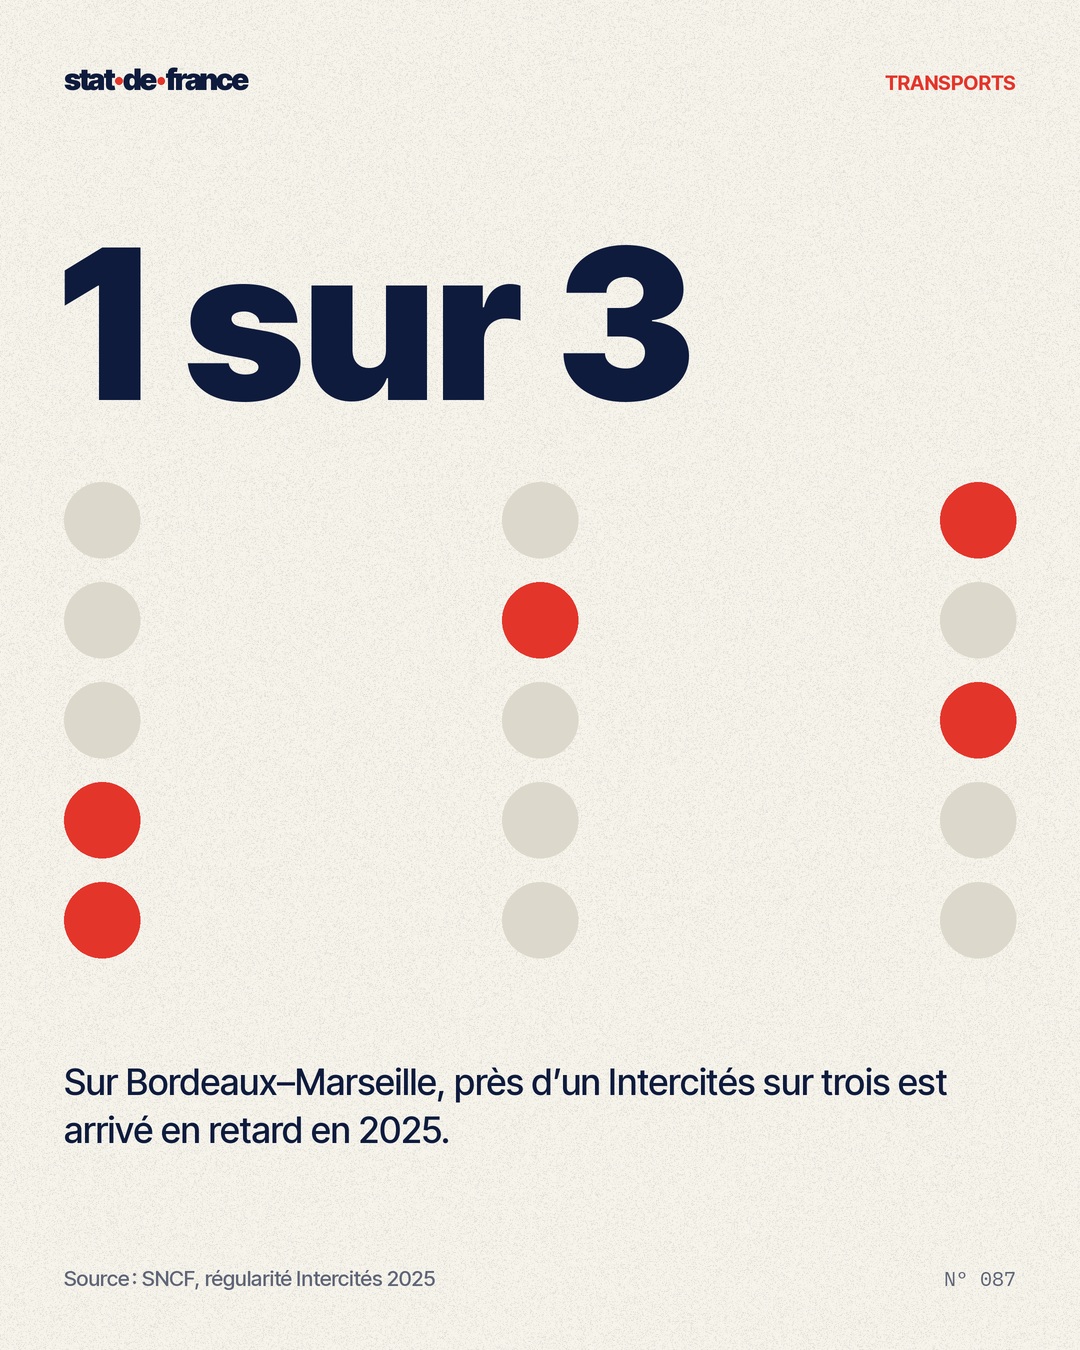 stat•de•france
TRANSPORTS
1 sur 3
Sur Bordeaux–Marseille, près d’un Intercités sur trois est
arrivé en retard en 2025.
Source : SNCF, régularité Intercités 2025
N° 087